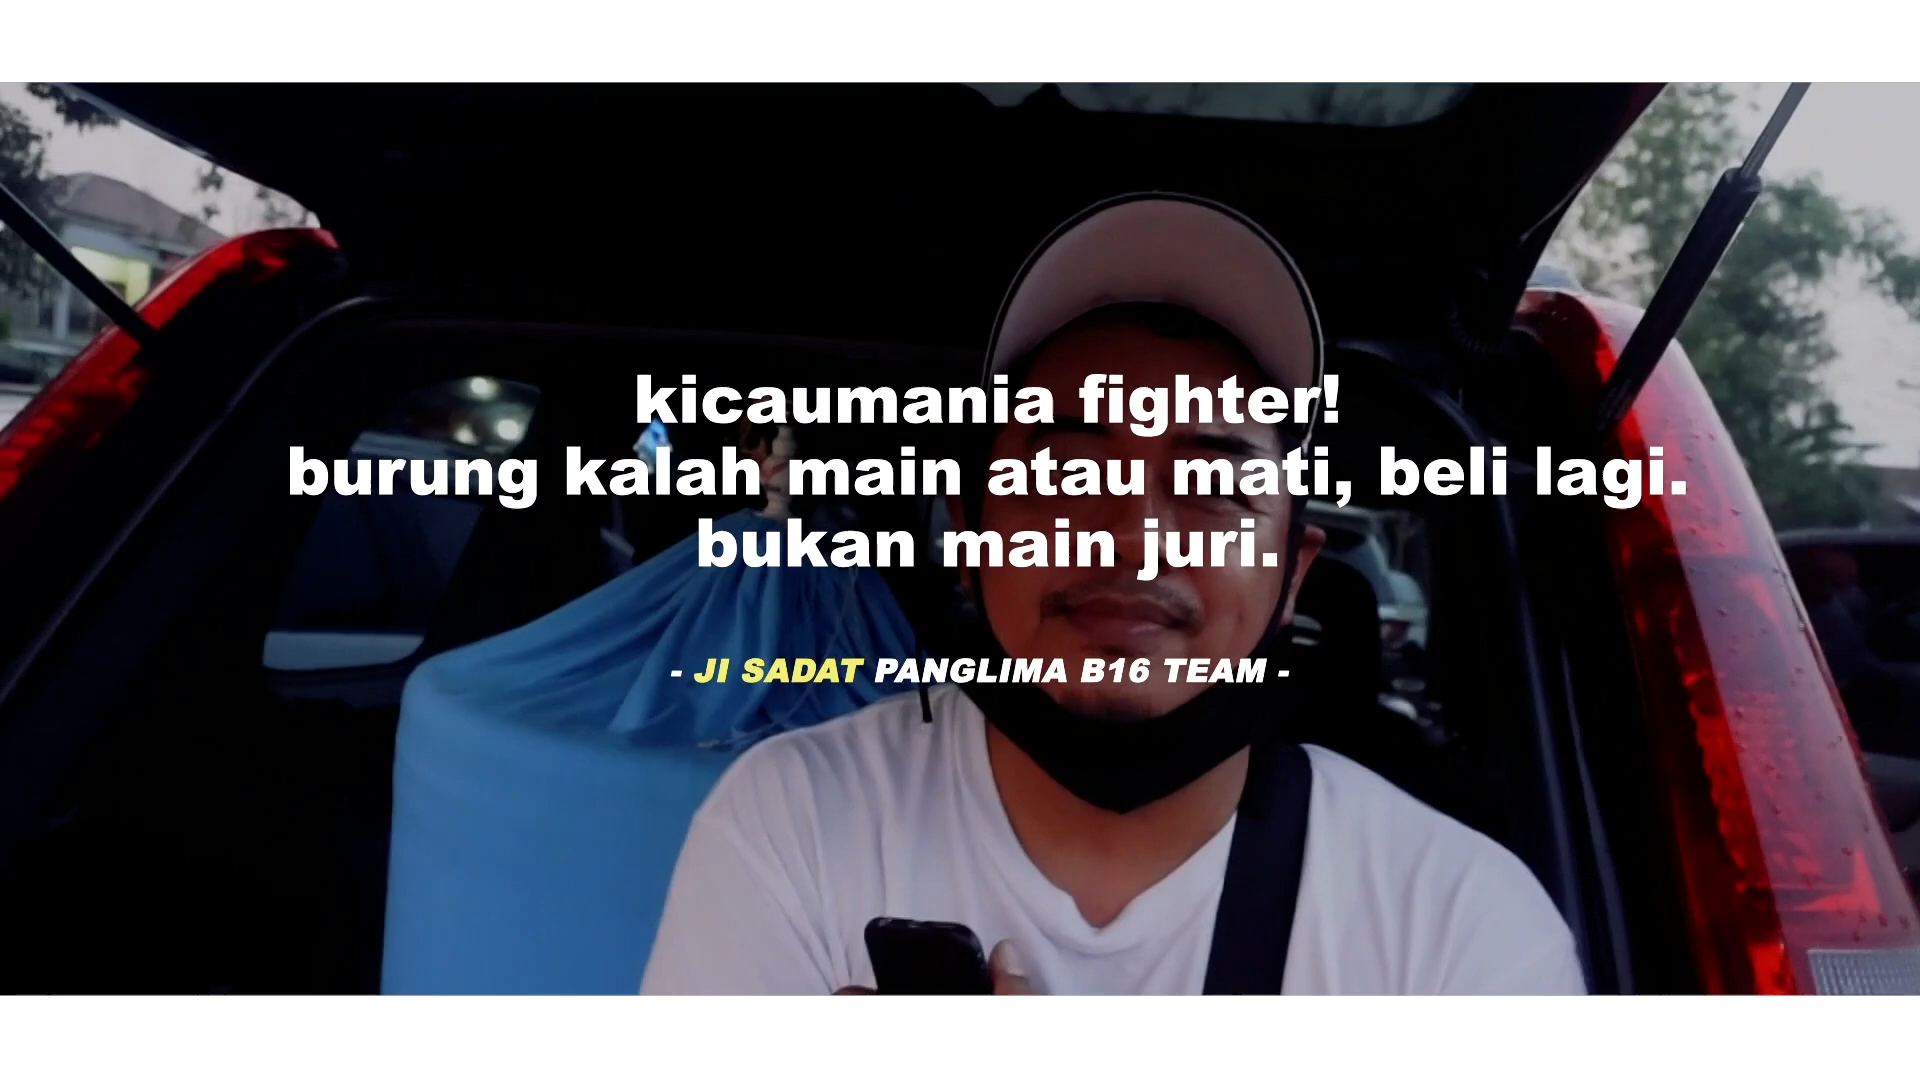 kicaumania fighter!
burung kalah main atau mati, beli lagi.
bukan main juri.
- JI SADAT PANGLIMA B16 TEAM -